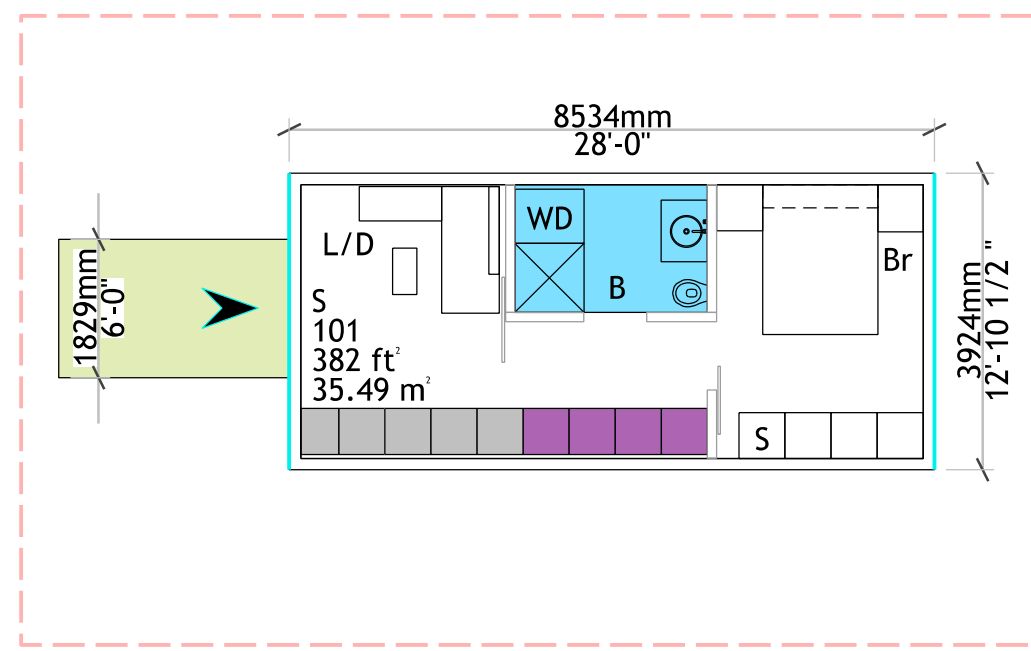 8534mm
28'-0"
WD
L/D
B
Br
S
101
382 ft²
35.49 m²
1829mm
6'-0"
3924mm
12'-10 1/2 "
S